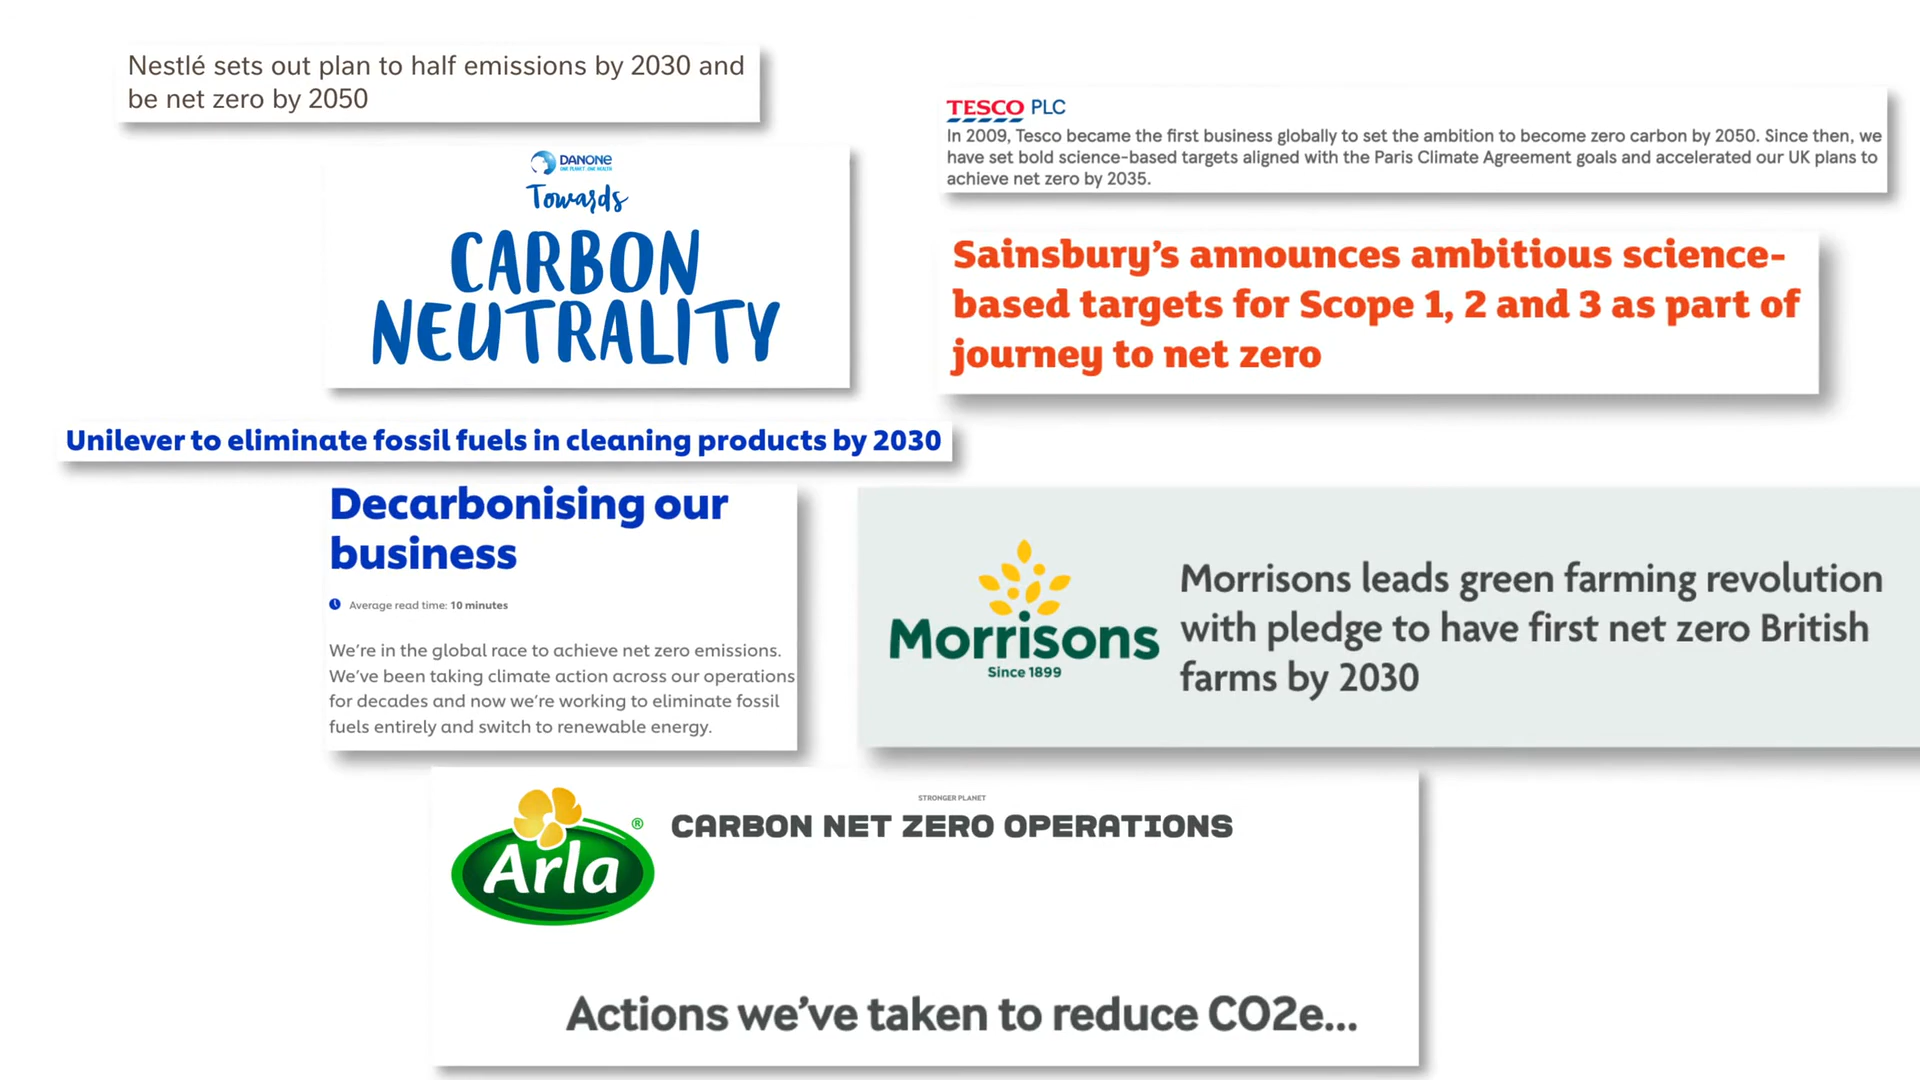 Nestlé sets out plan to half emissions by 2030 and
be net zero by 2050
DANONE
ONE PLANET. ONE HEALTH
Towards
CARBON
NEUTRALITY
TESCO PLC
In 2009, Tesco became the first business globally to set the ambition to become zero carbon by 2050. Since then, we
have set bold science-based targets aligned with the Paris Climate Agreement goals and accelerated our UK plans to
achieve net zero by 2035.
Sainsbury's announces ambitious science-
based targets for Scope 1, 2 and 3 as part of
journey to net zero
Unilever to eliminate fossil fuels in cleaning products by 2030
Decarbonising our
business
Average read time: 10 minutes
We're in the global race to achieve net zero emissions.
We've been taking climate action across our operations
for decades and now we're working to eliminate fossil
fuels entirely and switch to renewable energy.
Morrisons
Since 1899
Morrisons leads green farming revolution
with pledge to have first net zero British
farms by 2030
Arla®
STRONGER PLANET
CARBON NET ZERO OPERATIONS
Actions we've taken to reduce CO2e...